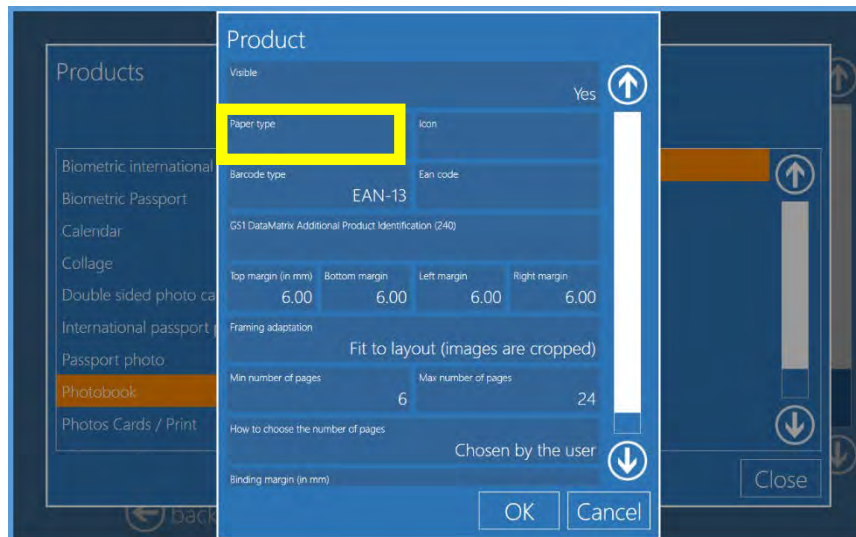 Product
Products
Visible
Yes
Paper type
Icon
Barcode type
EAN-13
Ean code
GS1 DataMatrix Additional Product Identification (240)
Top margin (in mm)
6.00
Bottom margin
6.00
Left margin
6.00
Right margin
6.00
Framing adaptation
Fit to layout (images are cropped)
Min number of pages
6
Max number of pages
24
How to choose the number of pages
Chosen by the user
Binding margin (in mm)
OK
Cancel
Biometric international
Biometric Passport
Calendar
Collage
Double sided photo ca
International passport p
Passport photo
Photobook
Photos Cards / Print
Close
back